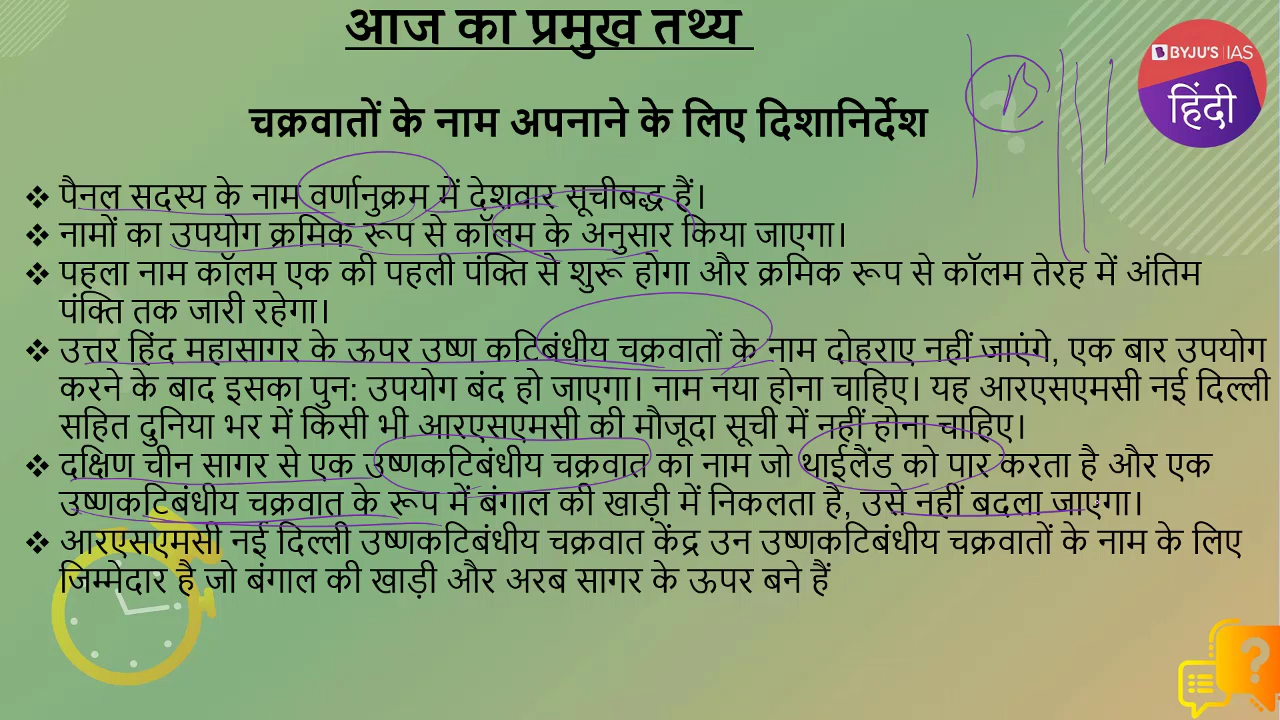 आज का प्रमुख तथ्य
BYJU'S IAS
हिंदी
B
चक्रवातों के नाम अपनाने के लिए दिशानिर्देश
❖ पैनल सदस्य के नाम वर्णानुक्रम में देशवार सूचीबद्ध हैं।
❖ नामों का उपयोग क्रमिक रूप से कॉलम के अनुसार किया जाएगा।
❖ पहला नाम कॉलम एक की पहली पंक्ति से शुरू होगा और क्रमिक रूप से कॉलम तेरह में अंतिम
पंक्ति तक जारी रहेगा।
❖ उत्तर हिंद महासागर के ऊपर उष्ण कटिबंधीय चक्रवातों के नाम दोहराए नहीं जाएंगे, एक बार उपयोग
करने के बाद इसका पुन: उपयोग बंद हो जाएगा। नाम नया होना चाहिए। यह आरएसएमसी नई दिल्ली
सहित दुनिया भर में किसी भी आरएसएमसी की मौजूदा सूची में नहीं होना चाहिए।
❖ दक्षिण चीन सागर से एक उष्णकटिबंधीय चक्रवात का नाम जो थाईलैंड को पार करता है और एक
उष्णकटिबंधीय चक्रवात के रूप में बंगाल की खाड़ी में निकलता है, उसे नहीं बदला जाएगा।
❖ आरएसएमसी नई दिल्ली उष्णकटिबंधीय चक्रवात केंद्र उन उष्णकटिबंधीय चक्रवातों के नाम के लिए
जिम्मेदार है जो बंगाल की खाड़ी और अरब सागर के ऊपर बने हैं